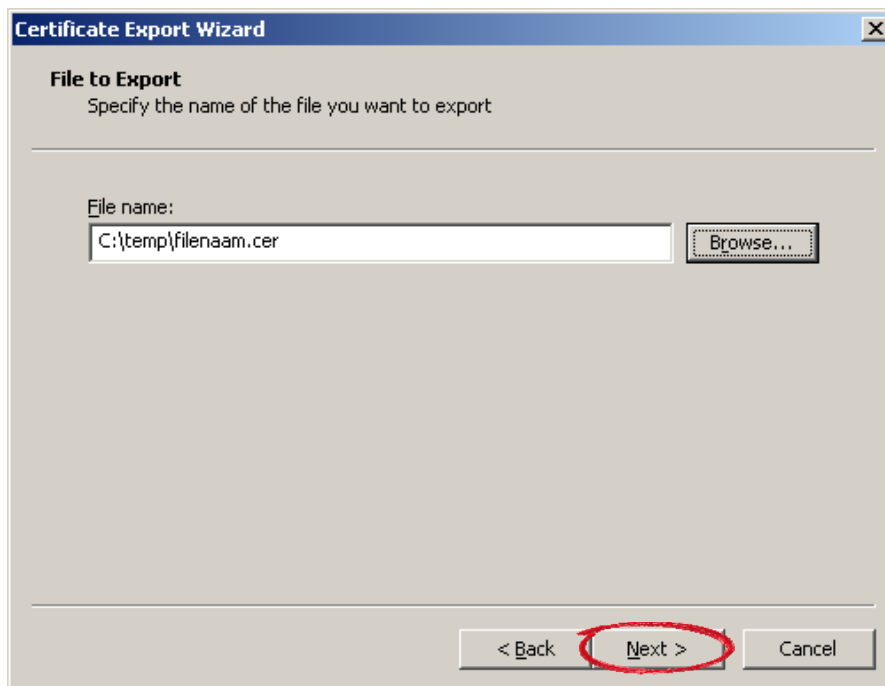 Certificate Export Wizard
File to Export
Specify the name of the file you want to export
File name:
C:\temp\filenaam.cer
Browse...
< Back
Next >
Cancel